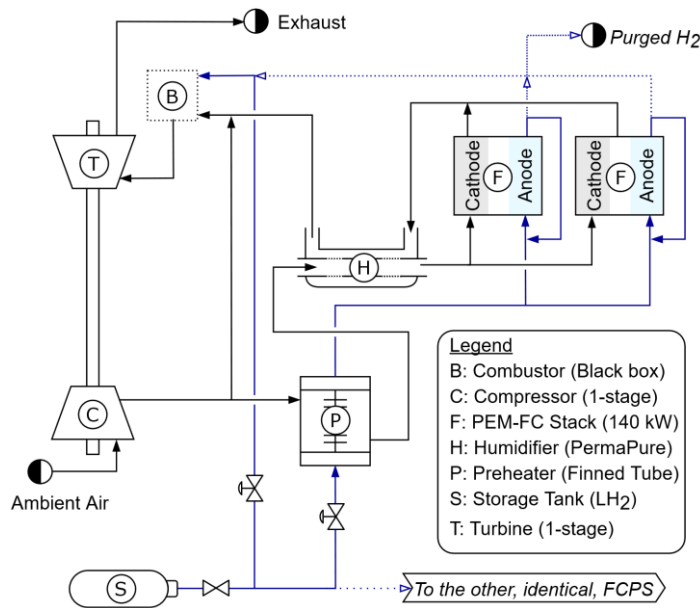 Exhaust
Purged H₂
B
T
Cathode
F
Anode
Cathode
F
Anode
H
C
P
Ambient Air
S
To the other, identical, FCPS
Legend
B: Combustor (Black box)
C: Compressor (1-stage)
F: PEM-FC Stack (140 kW)
H: Humidifier (PermaPure)
P: Preheater (Finned Tube)
S: Storage Tank (LH₂)
T: Turbine (1-stage)